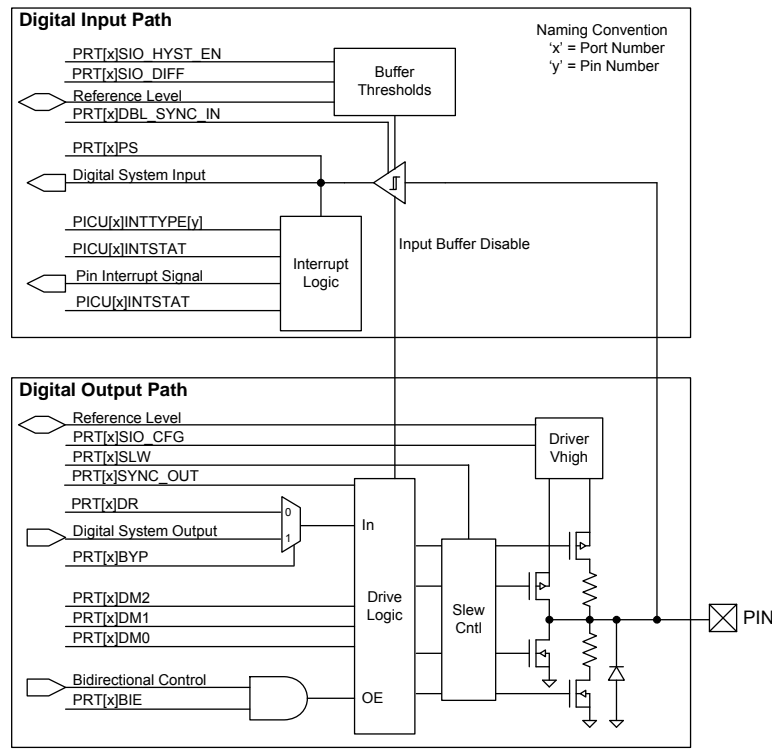 Digital Input Path
Naming Convention
'x' = Port Number
'y' = Pin Number
PRT[x]SIO_HYST_EN
PRT[x]SIO_DIFF
Reference Level
PRT[x]DBL_SYNC_IN
Buffer
Thresholds
PRT[x]PS
Digital System Input
PICU[x]INTTYPE[y]
PICU[x]INTSTAT
Pin Interrupt Signal
PICU[x]INTSTAT
Interrupt
Logic
Input Buffer Disable
Digital Output Path
Reference Level
PRT[x]SIO_CFG
PRT[x]SLW
PRT[x]SYNC_OUT
Driver
Vhigh
PRT[x]DR
Digital System Output
PRT[x]BYP
0
1
In
PRT[x]DM2
PRT[x]DM1
PRT[x]DM0
Drive
Logic
Slew
Cntl
PIN
Bidirectional Control
PRT[x]BIE
OE